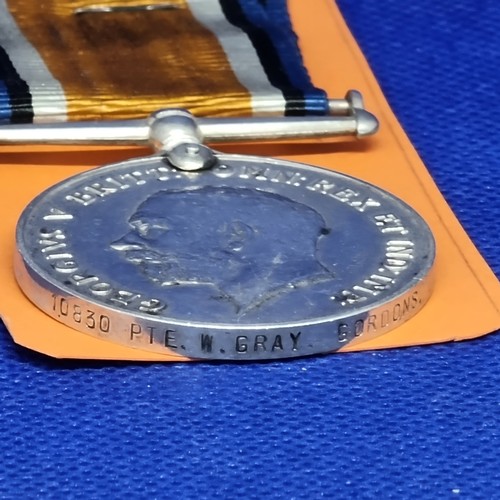 GEORGIVS V BRITT: OMN: REX ET IND: IMP:
10830 PTE. W. GRAY. GORDONS.